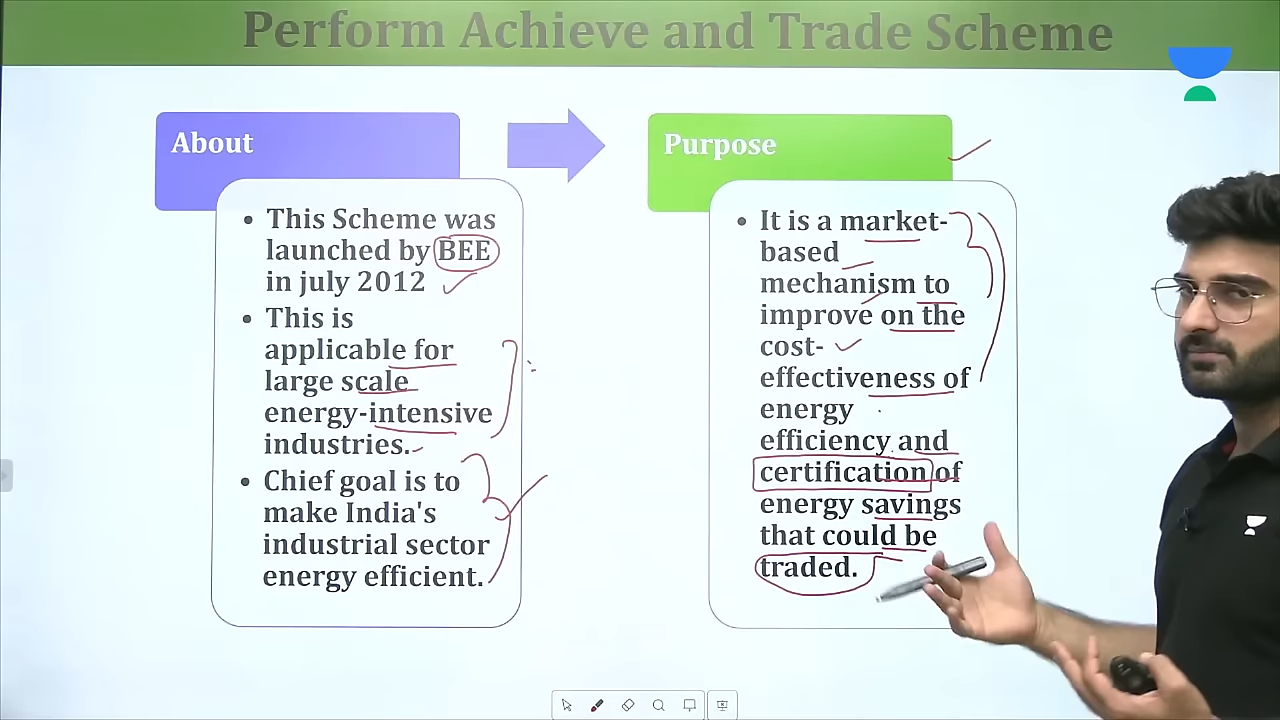 Perform Achieve and Trade Scheme
About
• This Scheme was
launched by BEE
in july 2012
• This is
applicable for
large scale
energy-intensive
industries.
• Chief goal is to
make India's
industrial sector
energy efficient.
Purpose
• It is a market-
based
mechanism to
improve on the
cost-
effectiveness of
energy
efficiency and
certification of
energy savings
that could be
traded.